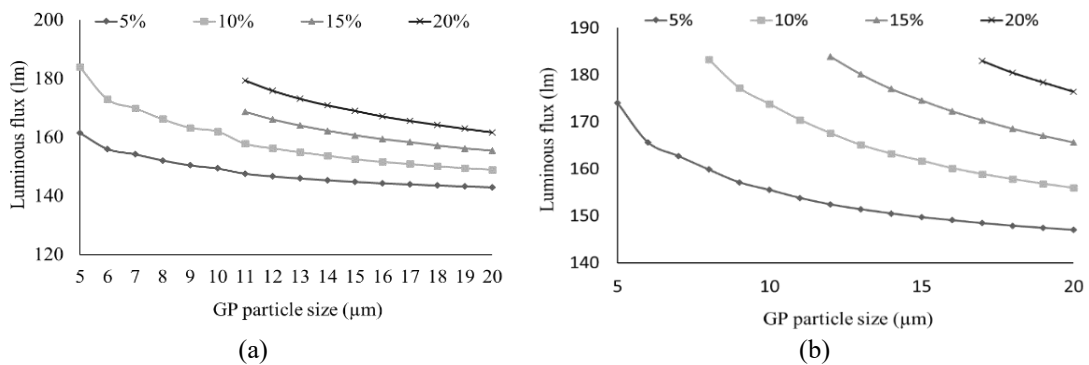 5% 10% 15% 20%
200
180
160
140
120
Luminous flux (lm)
5 6 7 8 9 10 11 12 13 14 15 16 17 18 19 20
GP particle size (µm)
(a)
5% 10% 15% 20%
190
180
170
160
150
140
Luminous flux (lm)
5 10 15 20
GP particle size (µm)
(b)